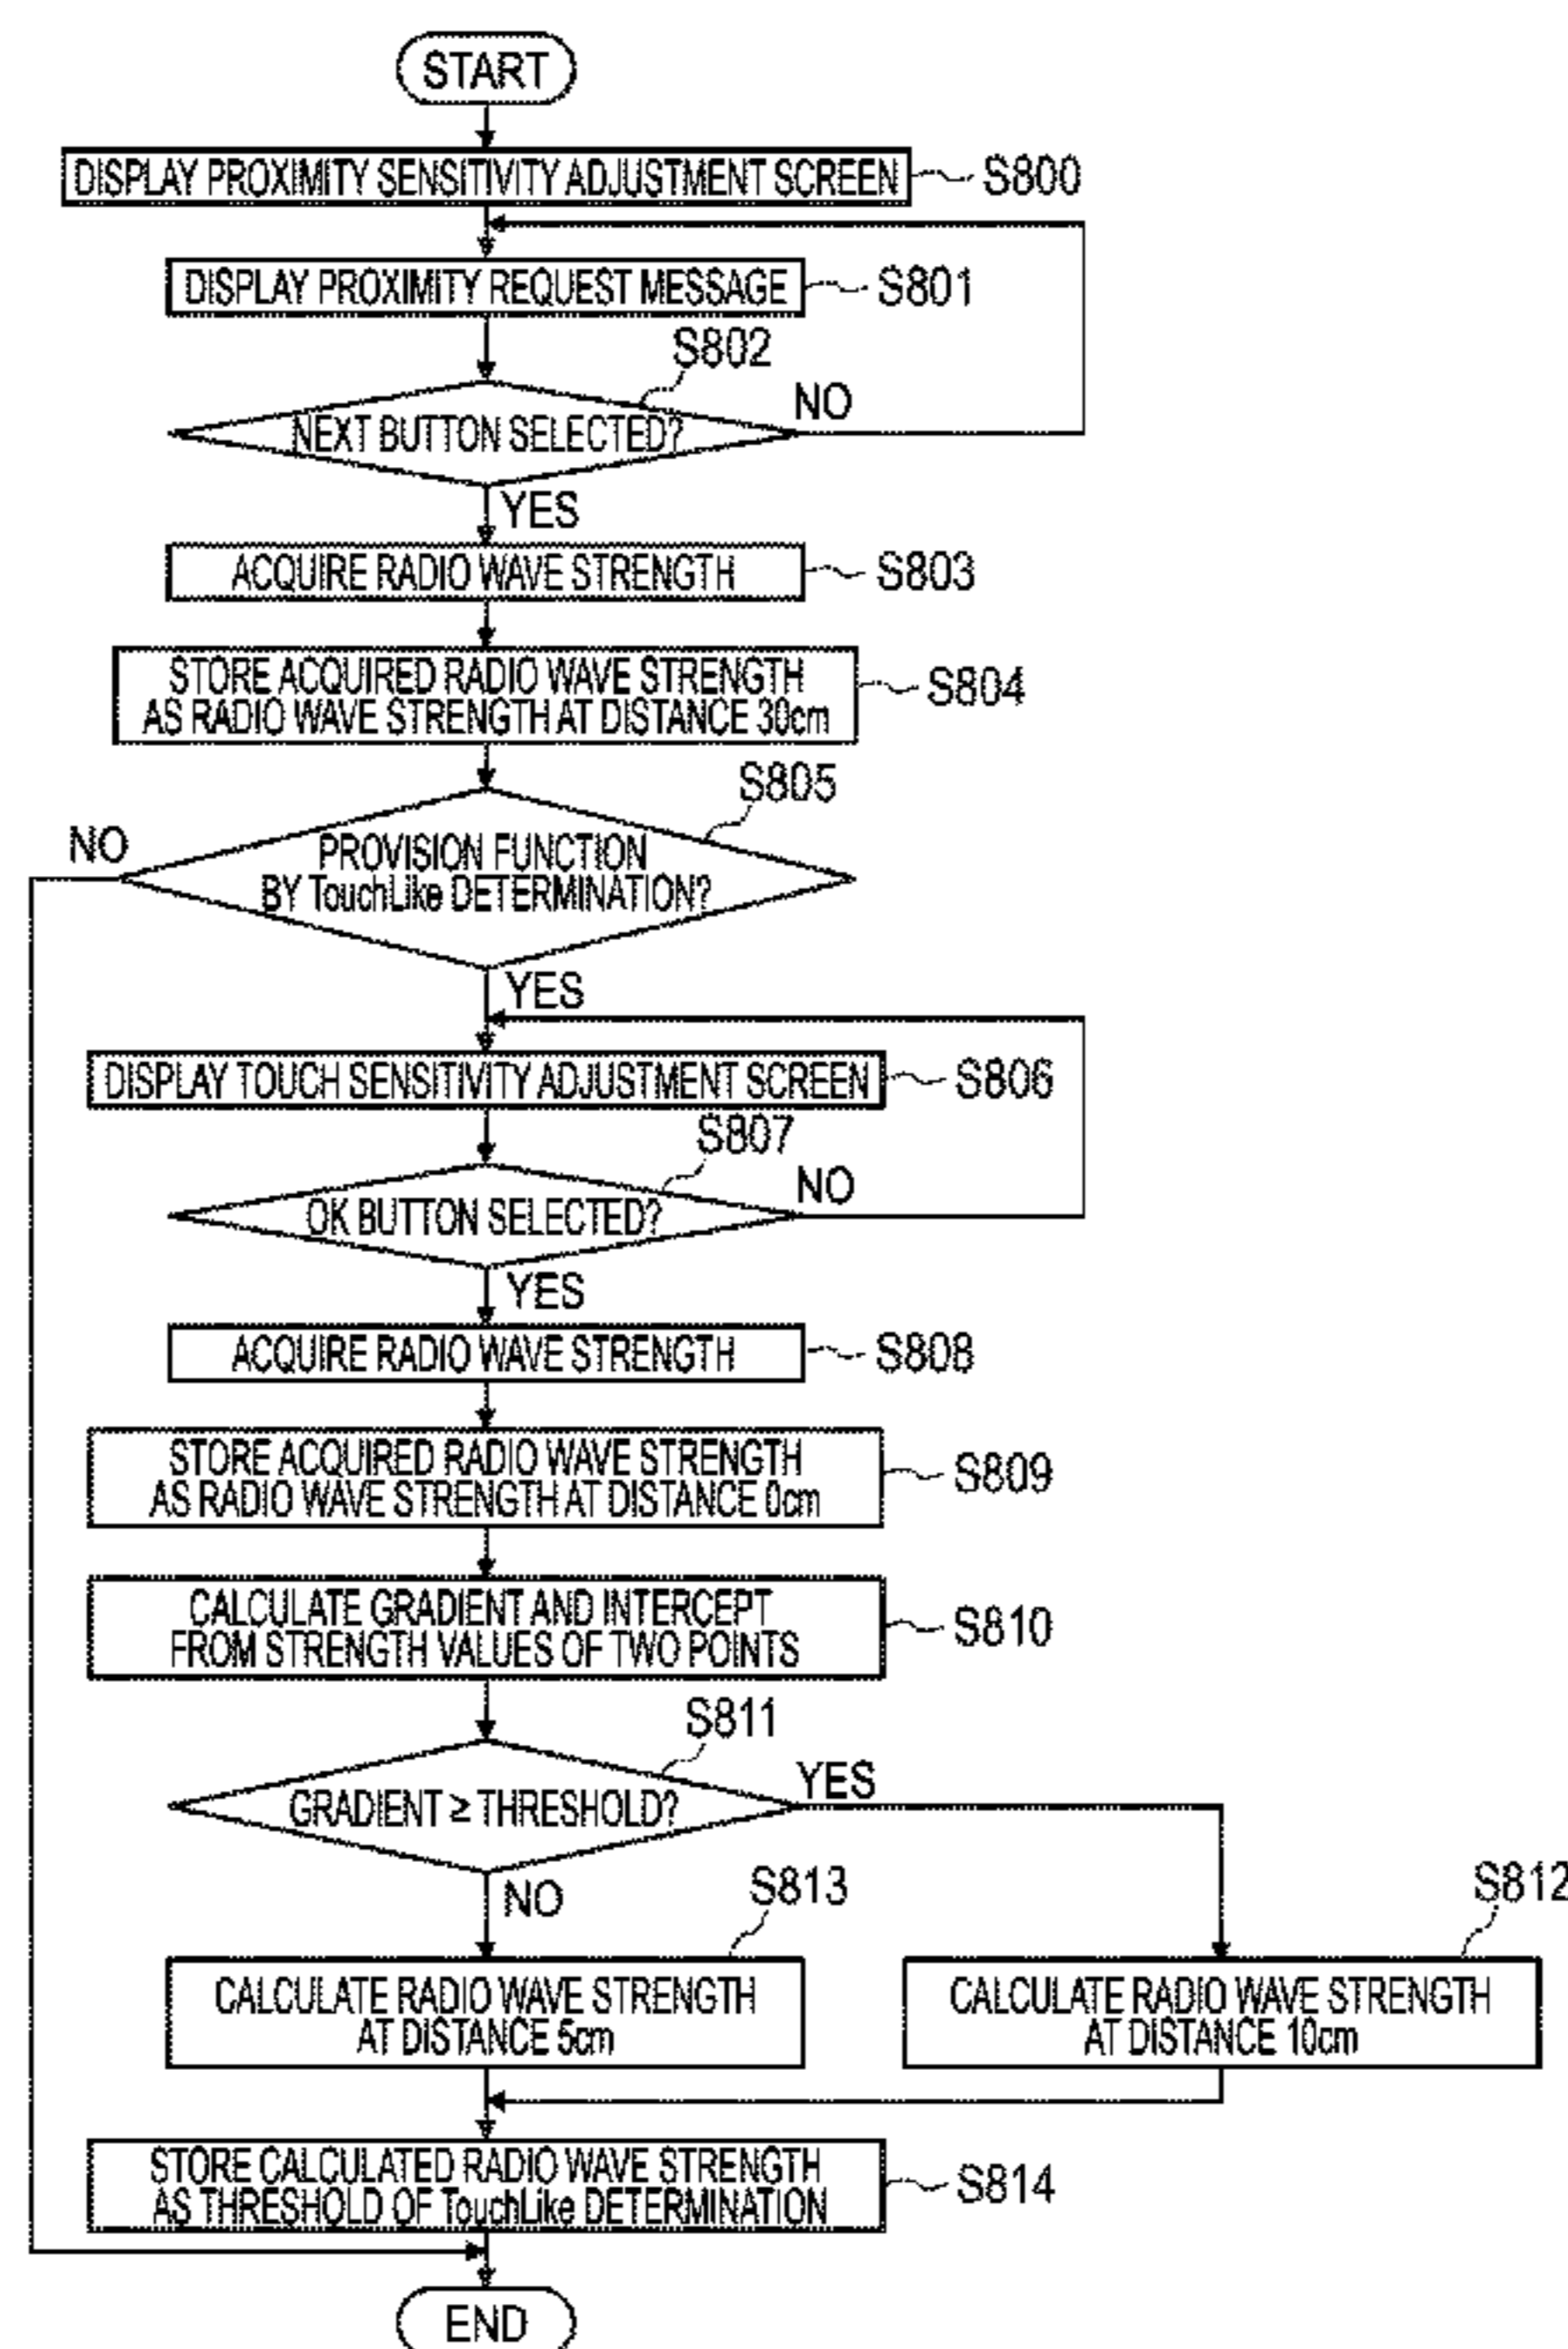 START
DISPLAY PROXIMITY SENSITIVITY ADJUSTMENT SCREEN
S800
DISPLAY PROXIMITY REQUEST MESSAGE
S801
S802
NEXT BUTTON SELECTED?
NO
YES
ACQUIRE RADIO WAVE STRENGTH
S803
STORE ACQUIRED RADIO WAVE STRENGTH
AS RADIO WAVE STRENGTH AT DISTANCE 30cm
S804
S805
NO
PROVISION FUNCTION
BY TouchLike DETERMINATION?
YES
DISPLAY TOUCH SENSITIVITY ADJUSTMENT SCREEN
S806
S807
OK BUTTON SELECTED?
NO
YES
ACQUIRE RADIO WAVE STRENGTH
S808
STORE ACQUIRED RADIO WAVE STRENGTH
AS RADIO WAVE STRENGTH AT DISTANCE 0cm
S809
CALCULATE GRADIENT AND INTERCEPT
FROM STRENGTH VALUES OF TWO POINTS
S810
S811
GRADIENT ≥ THRESHOLD?
YES
NO
S813
CALCULATE RADIO WAVE STRENGTH
AT DISTANCE 5cm
S812
CALCULATE RADIO WAVE STRENGTH
AT DISTANCE 10cm
STORE CALCULATED RADIO WAVE STRENGTH
AS THRESHOLD OF TouchLike DETERMINATION
S814
END